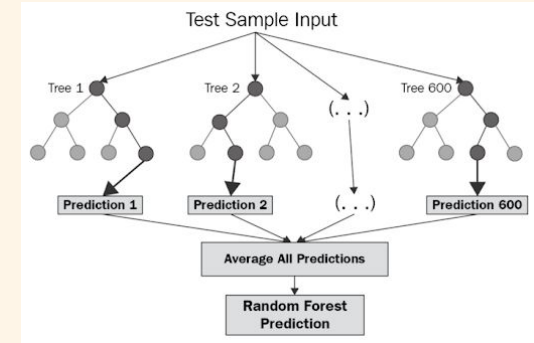 Test Sample Input
Tree 1
Tree 2
(. . .)
Tree 600
Prediction 1
Prediction 2
(. . .)
Prediction 600
Average All Predictions
Random Forest
Prediction